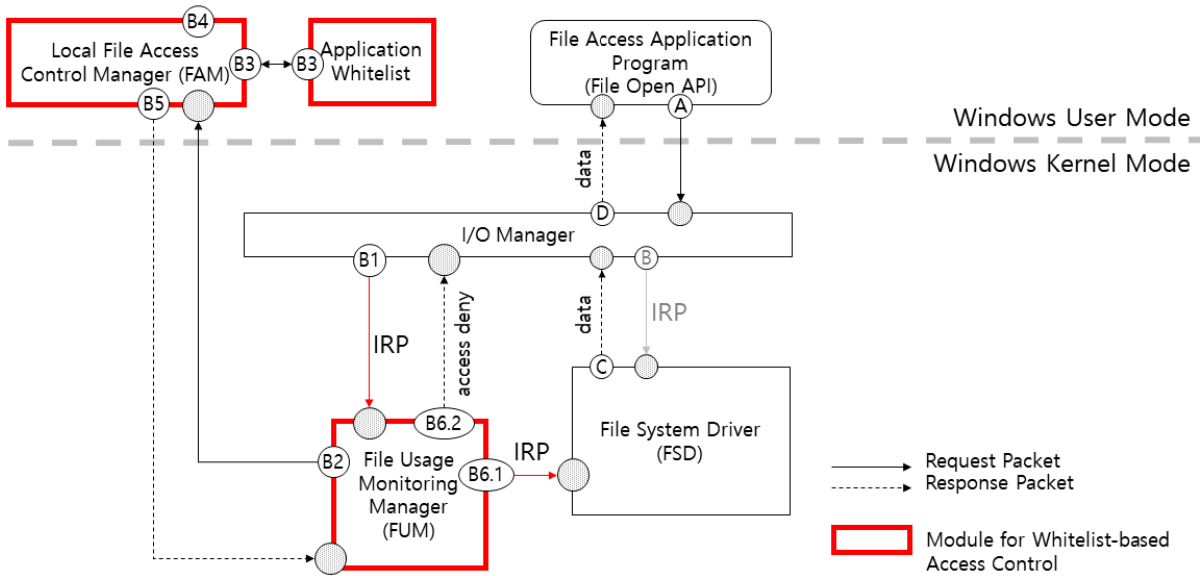 B4
Local File Access
Control Manager (FAM)
B3
B3
Application
Whitelist
B5
File Access Application
Program
(File Open API)
A
Windows User Mode
Windows Kernel Mode
data
D
I/O Manager
B1
B
IRP
access deny
data
IRP
C
B6.2
B2
File Usage
Monitoring
Manager
(FUM)
B6.1
IRP
File System Driver
(FSD)
Request Packet
Response Packet
Module for Whitelist-based
Access Control